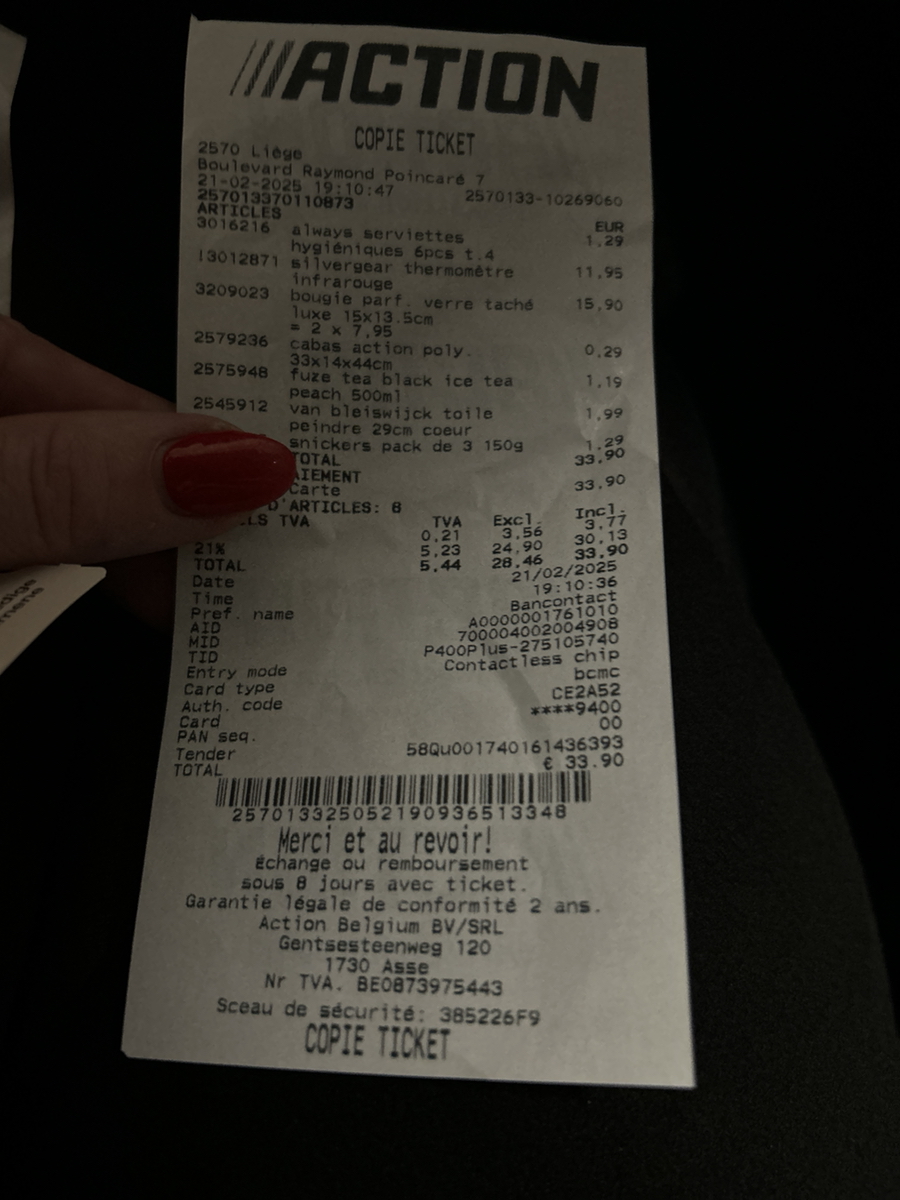 ///ACTION
COPIE TICKET
2570 Liège
Boulevard Raymond Poincaré 7
21-02-2025 19:10:47 2570133-10269060
257013370110873
ARTICLES EUR
3016216 always serviettes 1,29
hygiéniques 6pcs t.4
!3012871 silvergear thermomètre 11,95
infrarouge
3209023 bougie parf. verre taché 15,90
luxe 15x13.5cm
= 2 x 7,95
2579236 cabas action poly. 0,29
33x14x44cm
2575948 fuze tea black ice tea 1,19
peach 500ml
2545912 van bleiswijck toile 1,99
peindre 29cm coeur
snickers pack de 3 150g 1,29
TOTAL 33,90
AIEMENT
Carte 33,90
D'ARTICLES: 8
LS TVA TVA Excl. Incl.
0,21 3,56 3,77
21% 5,23 24,90 30,13
TOTAL 5,44 28,46 33,90
Date 21/02/2025
Time 19:10:36
Pref. name Bancontact
AID A0000001761010
MID 700004002004908
TID P400Plus-275105740
Entry mode Contactless chip
Card type bcmc
Auth. code CE2A52
Card ****9400
PAN seq. 00
Tender 58Qu001740161436393
TOTAL € 33.90
257013325052190936513348
Merci et au revoir!
Échange ou remboursement
sous 8 jours avec ticket.
Garantie légale de conformité 2 ans.
Action Belgium BV/SRL
Gentsesteenweg 120
1730 Asse
Nr TVA. BE0873975443
Sceau de sécurité: 385226F9
COPIE TICKET